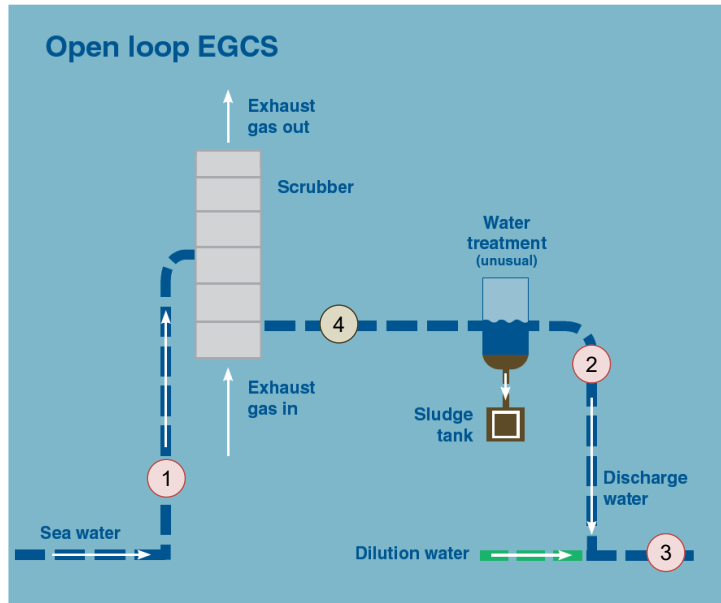 Open loop EGCS
Exhaust
gas out
Scrubber
Water
treatment
(unusual)
4
2
Exhaust
gas in
Sludge
tank
1
Discharge
water
Sea water
Dilution water
3